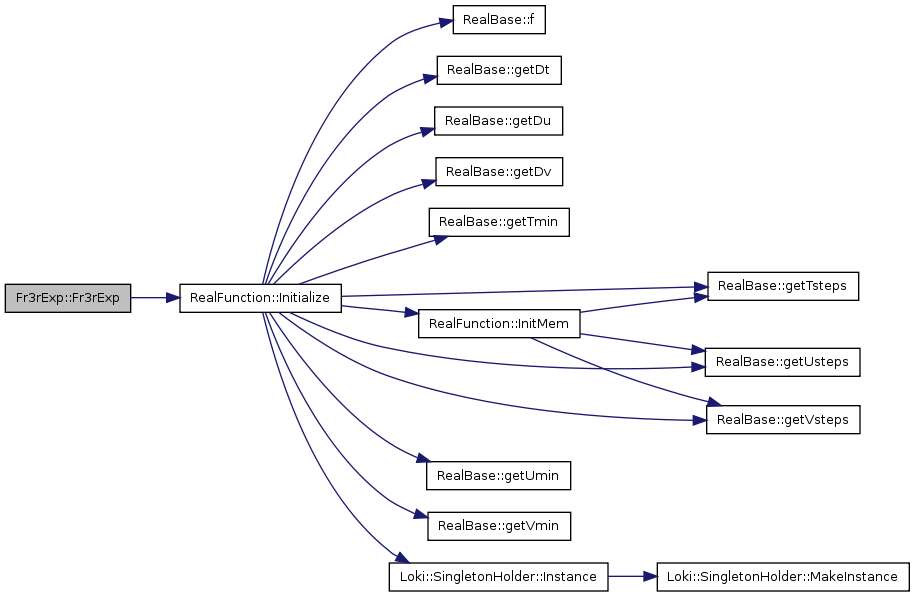 RealBase::f
RealBase::getDt
RealBase::getDu
RealBase::getDv
RealBase::getTmin
Fr3rExp::Fr3rExp
RealFunction::Initialize
RealBase::getTsteps
RealFunction::InitMem
RealBase::getUsteps
RealBase::getVsteps
RealBase::getUmin
RealBase::getVmin
Loki::SingletonHolder::Instance
Loki::SingletonHolder::MakeInstance